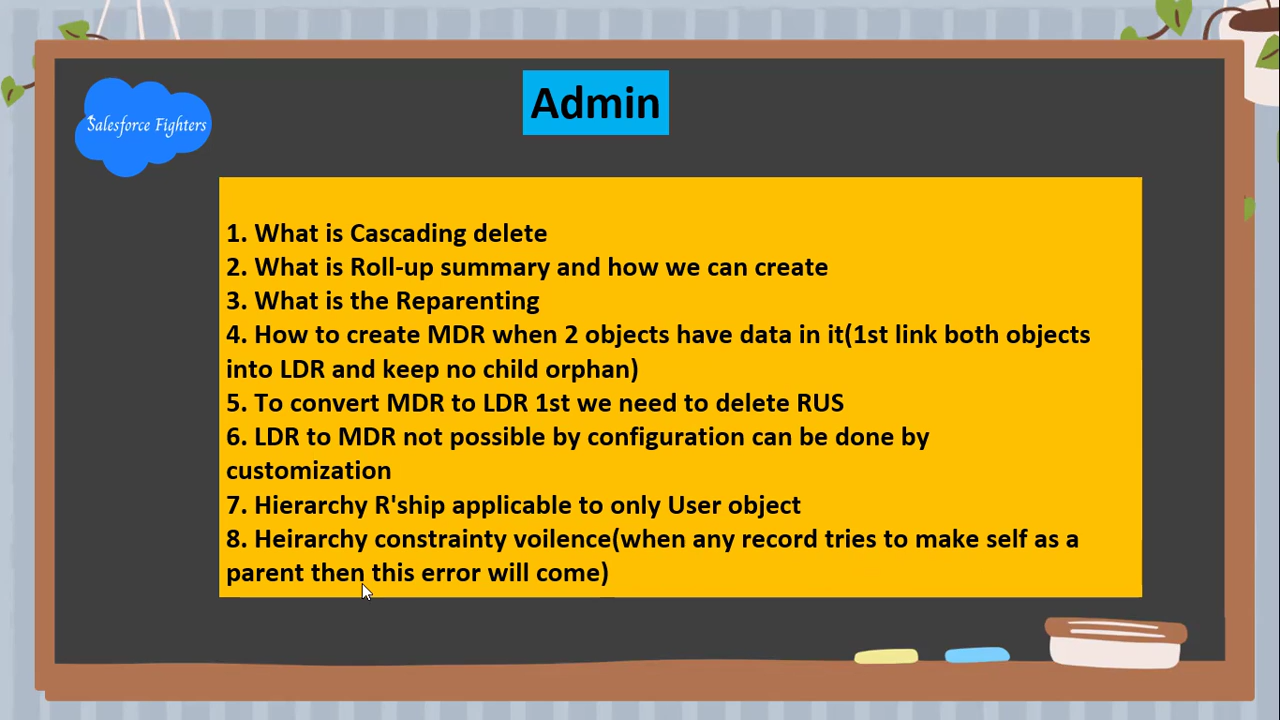 Admin
Salesforce Fighters
1. What is Cascading delete
2. What is Roll-up summary and how we can create
3. What is the Reparenting
4. How to create MDR when 2 objects have data in it(1st link both objects
into LDR and keep no child orphan)
5. To convert MDR to LDR 1st we need to delete RUS
6. LDR to MDR not possible by configuration can be done by
customization
7. Hierarchy R'ship applicable to only User object
8. Heirarchy constrainty voilence(when any record tries to make self as a
parent then this error will come)